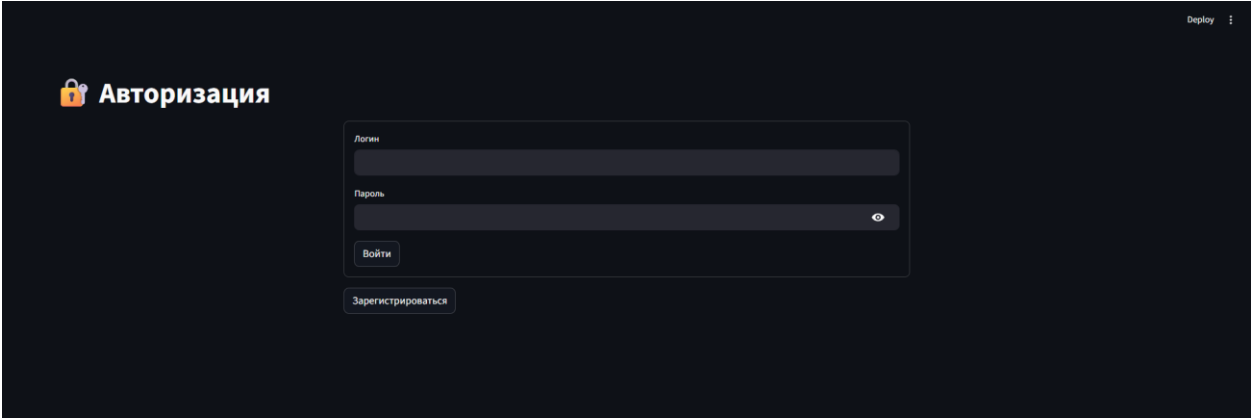 Deploy
Авторизация
Логин
Пароль
Войти
Зарегистрироваться